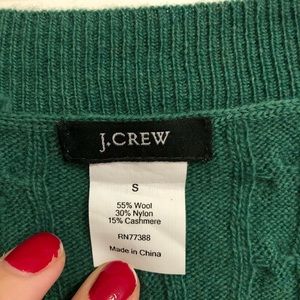 J.CREW
S
55% Wool
30% Nylon
15% Cashmere
RN77388
Made in China